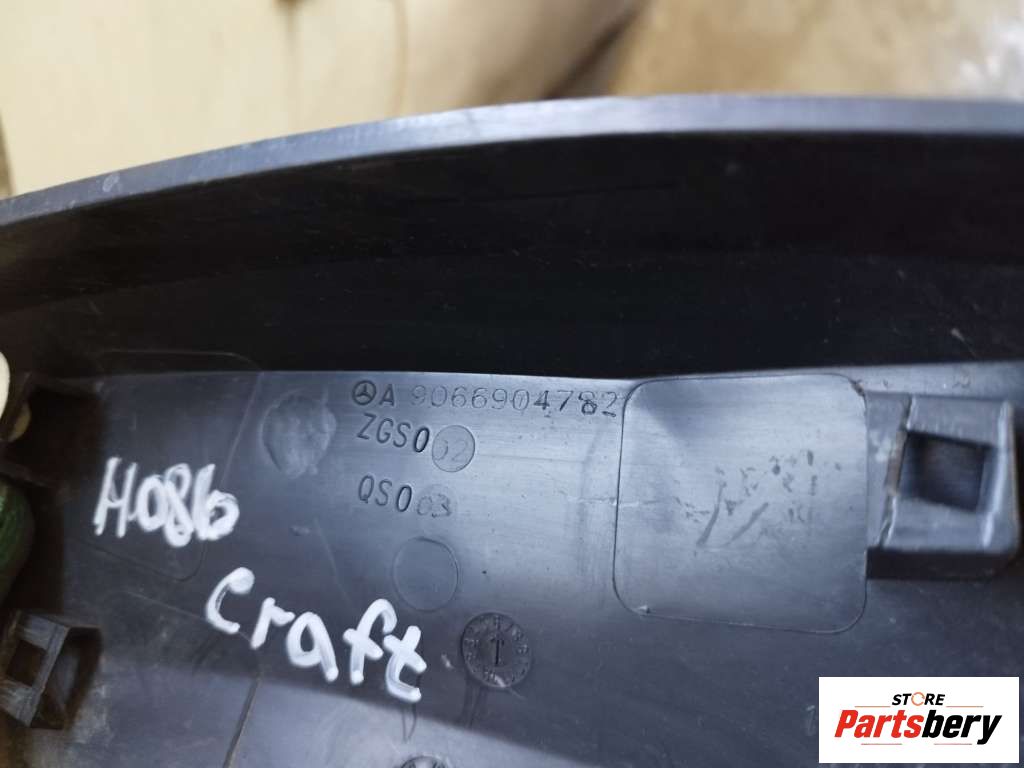 A 9066904782
ZGS002
QS003
H086
craft
STORE
Partsbery